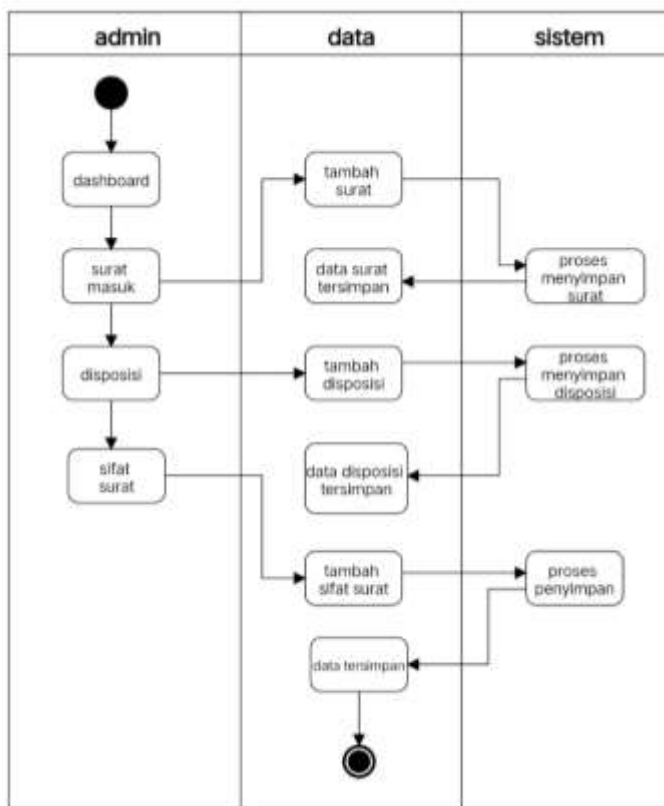 admin
data
sistem
dashboard
tambah
surat
surat
masuk
data surat
tersimpan
proses
menyimpan
surat
disposisi
tambah
disposisi
proses
menyimpan
disposisi
sifat
surat
data disposisi
tersimpan
tambah
sifat surat
proses
penyimpan
data tersimpan